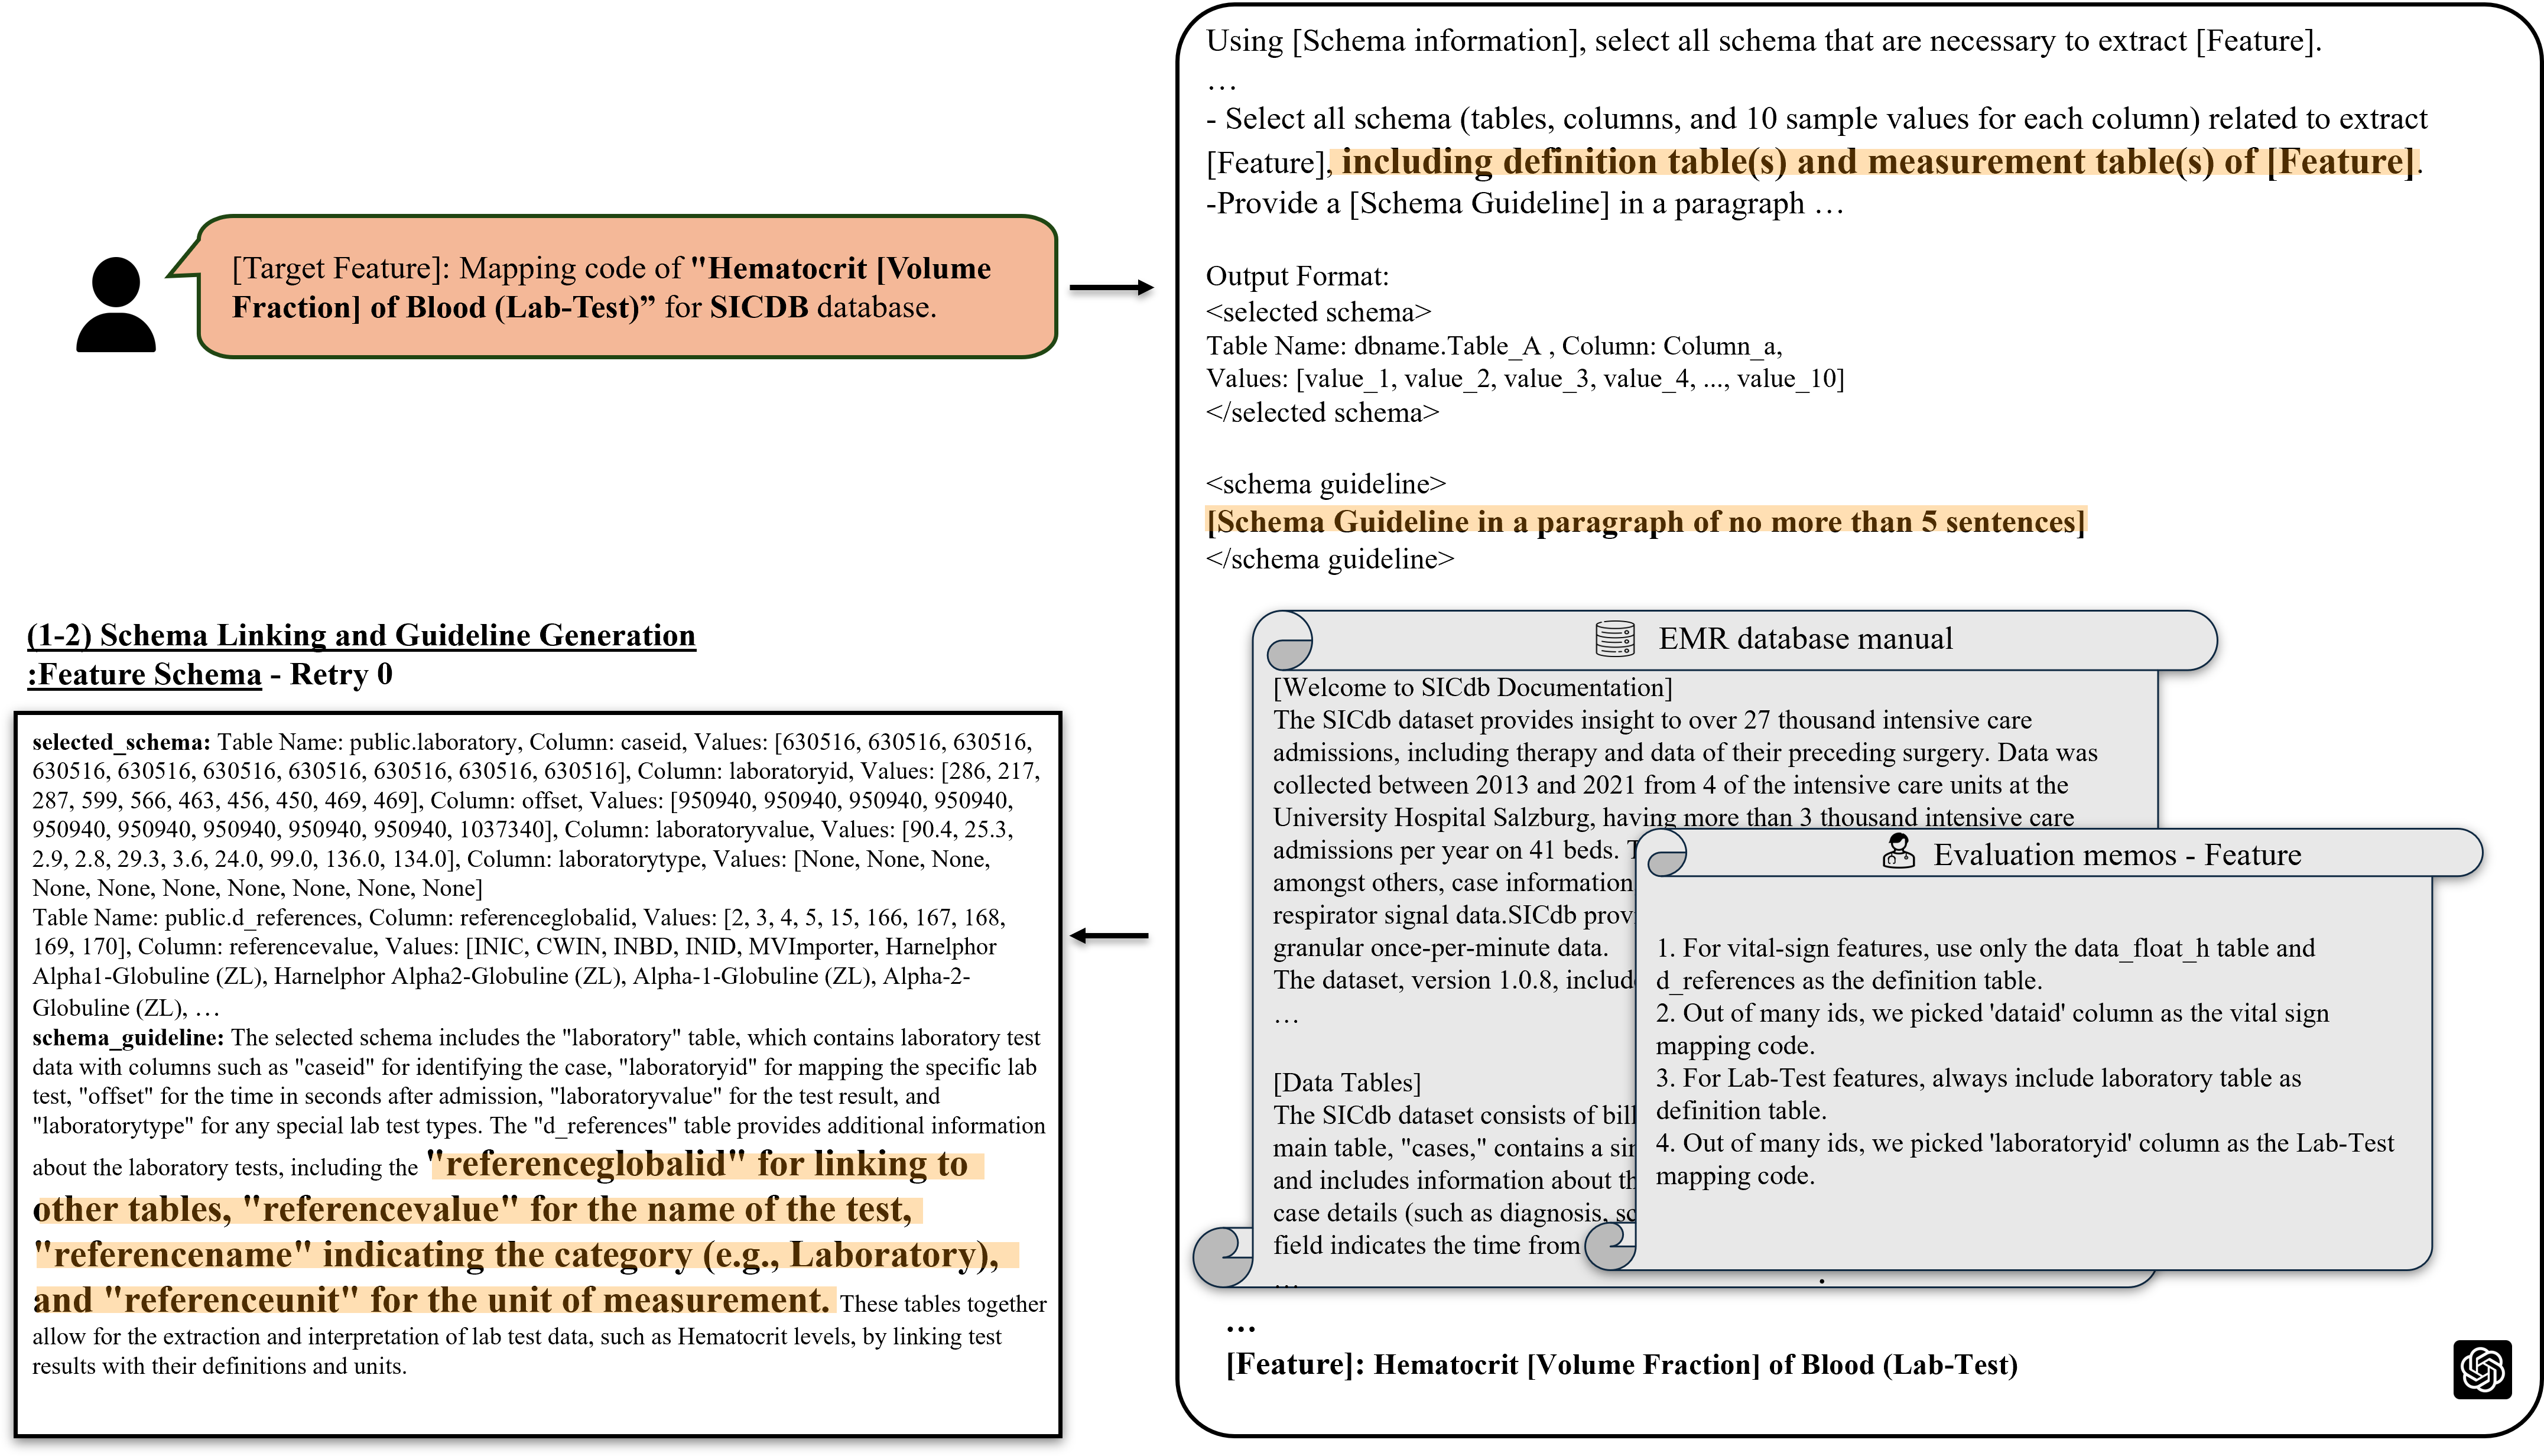 [Target Feature]: Mapping code of "Hematocrit [Volume
Fraction] of Blood (Lab-Test)” for SICDB database.
Using [Schema information], select all schema that are necessary to extract [Feature].
…
- Select all schema (tables, columns, and 10 sample values for each column) related to extract
[Feature], including definition table(s) and measurement table(s) of [Feature].
-Provide a [Schema Guideline] in a paragraph …
Output Format:
<selected schema>
Table Name: dbname.Table_A , Column: Column_a,
Values: [value_1, value_2, value_3, value_4, ..., value_10]
</selected schema>
<schema guideline>
[Schema Guideline in a paragraph of no more than 5 sentences]
</schema guideline>
EMR database manual
[Welcome to SICdb Documentation]
The SICdb dataset provides insight to over 27 thousand intensive care
admissions, including therapy and data of their preceding surgery. Data was
collected between 2013 and 2021 from 4 of the intensive care units at the
University Hospital Salzburg, having more than 3 thousand intensive care
admissions per year on 41 beds.
amongst others, case information
respirator signal data.SICdb prov
granular once-per-minute data.
The dataset, version 1.0.8, includ
…
[Data Tables]
The SICdb dataset consists of bill
main table, "cases," contains a sin
and includes information about th
case details (such as diagnosis, sc
field indicates the time from
…
Evaluation memos - Feature
1. For vital-sign features, use only the data_float_h table and
d_references as the definition table.
2. Out of many ids, we picked 'dataid' column as the vital sign
mapping code.
3. For Lab-Test features, always include laboratory table as
definition table.
4. Out of many ids, we picked 'laboratoryid' column as the Lab-Test
mapping code.
…
[Feature]: Hematocrit [Volume Fraction] of Blood (Lab-Test)
(1-2) Schema Linking and Guideline Generation
:Feature Schema - Retry 0
selected_schema: Table Name: public.laboratory, Column: caseid, Values: [630516, 630516, 630516,
630516, 630516, 630516, 630516, 630516, 630516, 630516], Column: laboratoryid, Values: [286, 217,
287, 599, 566, 463, 456, 450, 469, 469], Column: offset, Values: [950940, 950940, 950940, 950940,
950940, 950940, 950940, 950940, 950940, 1037340], Column: laboratoryvalue, Values: [90.4, 25.3,
2.9, 2.8, 29.3, 3.6, 24.0, 99.0, 136.0, 134.0], Column: laboratorytype, Values: [None, None, None,
None, None, None, None, None, None, None]
Table Name: public.d_references, Column: referenceglobalid, Values: [2, 3, 4, 5, 15, 166, 167, 168,
169, 170], Column: referencevalue, Values: [INIC, CWIN, INBD, INID, MVImporter, Harnelphor
Alpha1-Globuline (ZL), Harnelphor Alpha2-Globuline (ZL), Alpha-1-Globuline (ZL), Alpha-2-
Globuline (ZL), …
schema_guideline: The selected schema includes the "laboratory" table, which contains laboratory test
data with columns such as "caseid" for identifying the case, "laboratoryid" for mapping the specific lab
test, "offset" for the time in seconds after admission, "laboratoryvalue" for the test result, and
"laboratorytype" for any special lab test types. The "d_references" table provides additional information
about the laboratory tests, including the "referenceglobalid" for linking to
other tables, "referencevalue" for the name of the test,
"referencename" indicating the category (e.g., Laboratory),
and "referenceunit" for the unit of measurement. These tables together
allow for the extraction and interpretation of lab test data, such as Hematocrit levels, by linking test
results with their definitions and units.